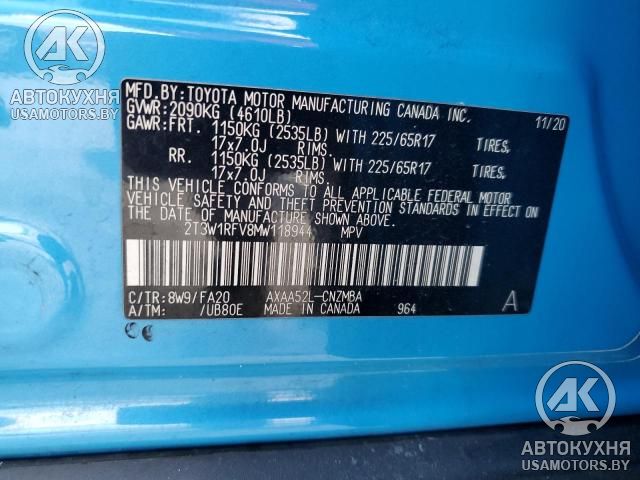 AK
АВТОКУХНЯ
USAMOTORS.BY
MFD.BY:TOYOTA MOTOR MANUFACTURING CANADA INC.
GVWR:2090KG (4610LB) 11/20
GAWR:FRT. 1150KG (2535LB) WITH 225/65R17 TIRES,
17x7.0J RIMS.
RR. 1150KG (2535LB) WITH 225/65R17 TIRES,
17x7.0J RIMS
THIS VEHICLE CONFORMS TO ALL APPLICABLE FEDERAL MOTOR
VEHICLE SAFETY AND THEFT PREVENTION STANDARDS IN EFFECT
ON THE DATE OF MANUFACTURE SHOWN ABOVE.
2T3W1RFV8MW118944 MPV
C/TR:8W9/FA20 AXAA52L-CNZMBA A
A/TM: /UB80E MADE IN CANADA 964
AK
АВТОКУХНЯ
USAMOTORS.BY